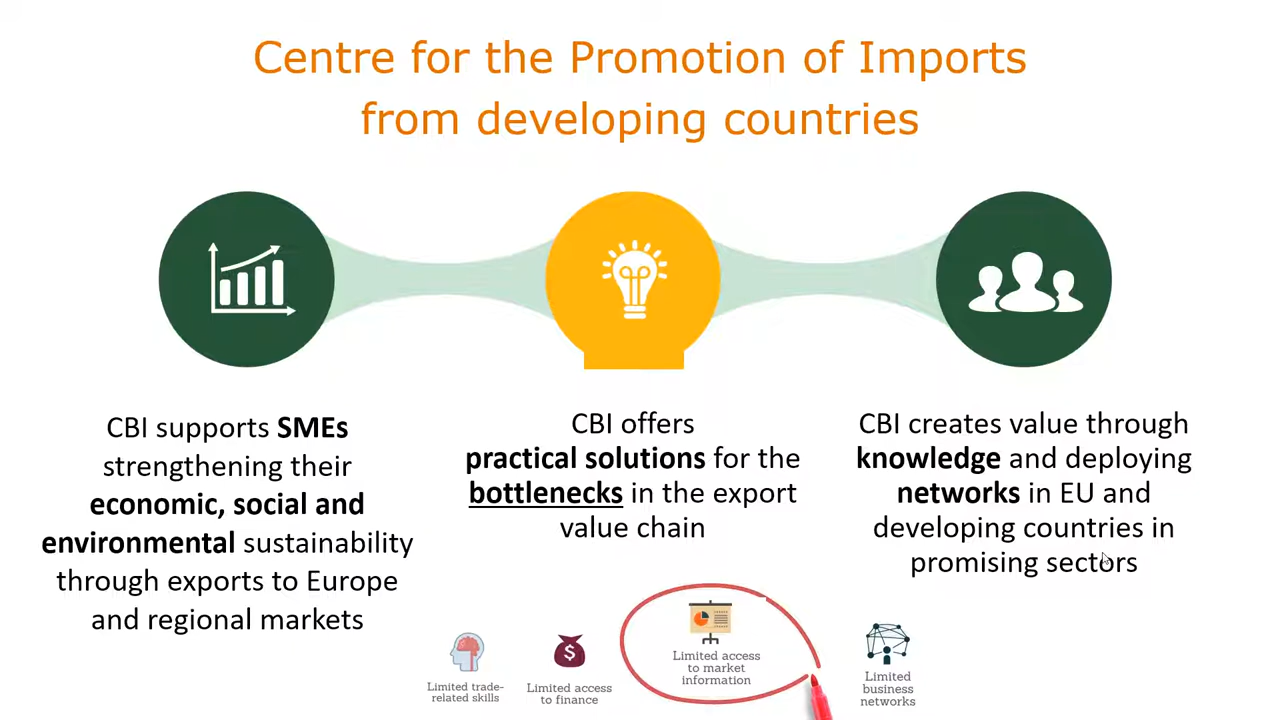 Centre for the Promotion of Imports
from developing countries
CBI supports SMEs
strengthening their
economic, social and
environmental sustainability
through exports to Europe
and regional markets
CBI offers
practical solutions for the
bottlenecks in the export
value chain
CBI creates value through
knowledge and deploying
networks in EU and
developing countries in
promising sectors
Limited trade-
related skills
$
Limited access
to finance
Limited access
to market
information
Limited
business
networks